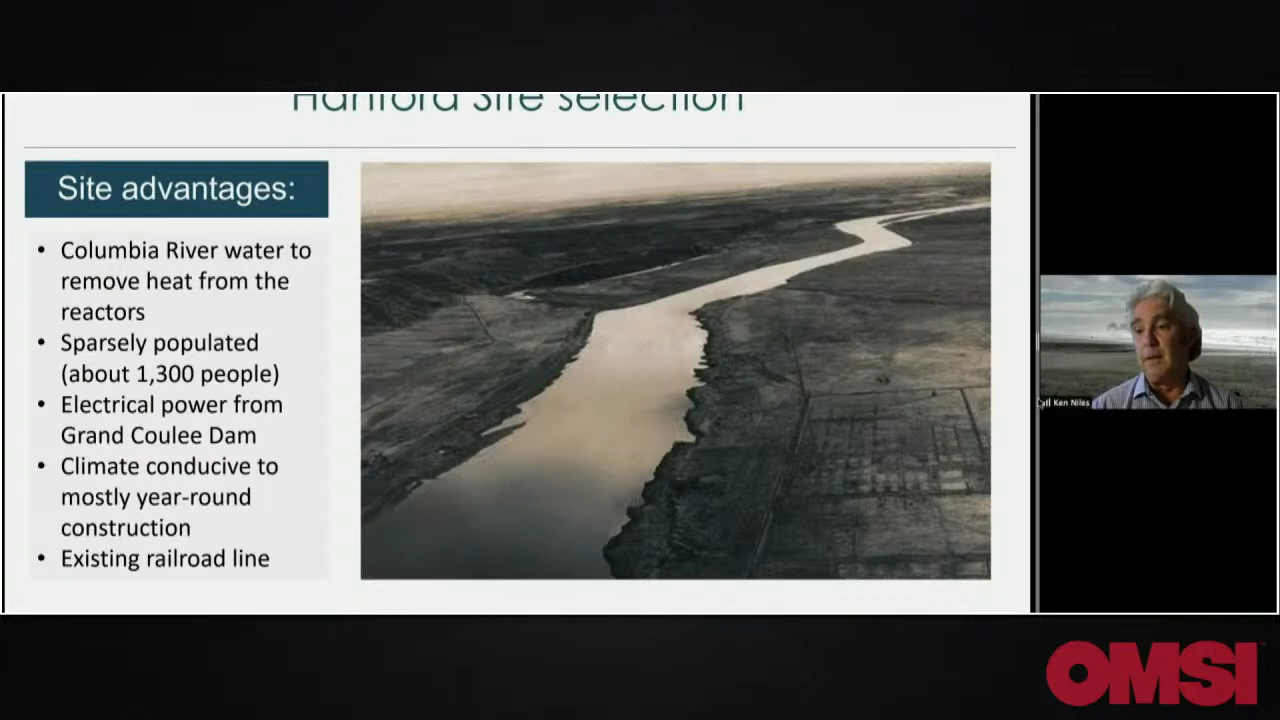 Hanford Site selection
Site advantages:
• Columbia River water to
remove heat from the
reactors
• Sparsely populated
(about 1,300 people)
• Electrical power from
Grand Coulee Dam
• Climate conducive to
mostly year-round
construction
• Existing railroad line
Ken Niles
OMSI